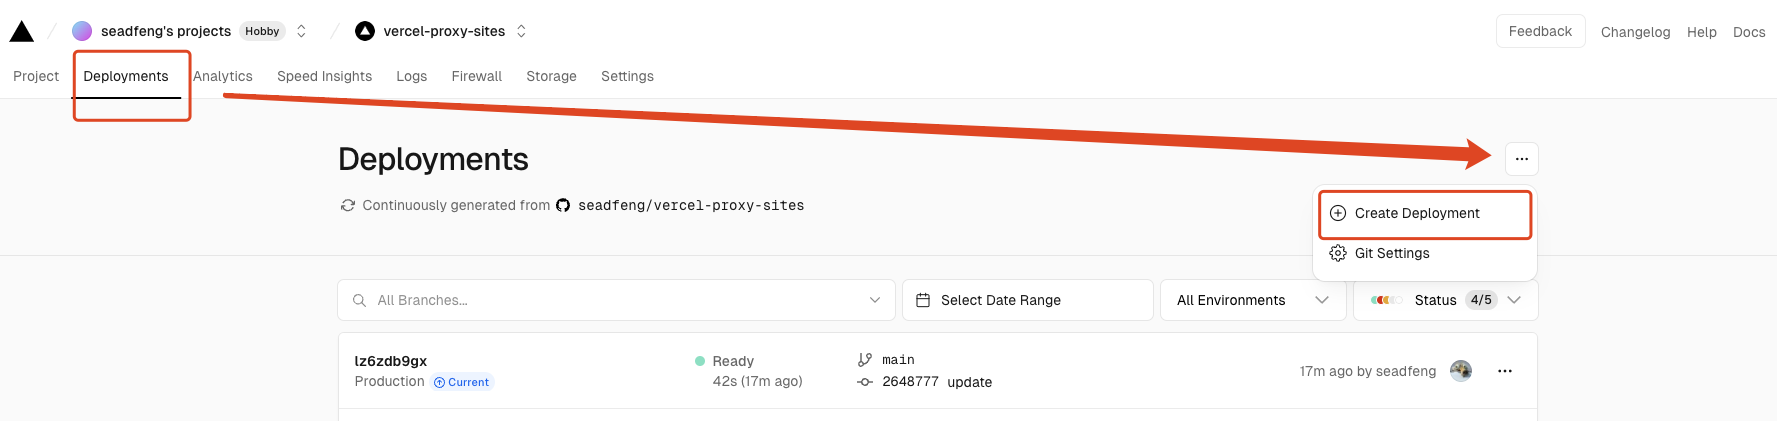 seadfeng's projects Hobby vercel-proxy-sites Feedback Changelog Help Docs
Project Deployments Analytics Speed Insights Logs Firewall Storage Settings
Deployments
Continuously generated from seadfeng/vercel-proxy-sites
Create Deployment
Git Settings
All Branches... Select Date Range All Environments Status 4/5
lz6zdb9gx Ready main
Production Current 42s (17m ago) 2648777 update 17m ago by seadfeng